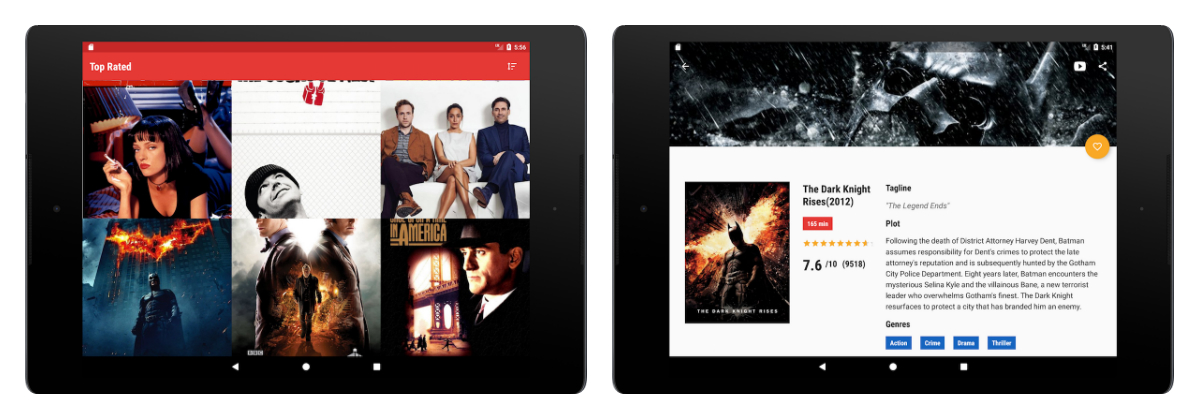 5:56
Top Rated
ONCE UPON A TIME
IN AMERICA
BBC
5:41
The Dark Knight
Rises(2012)
165 min
7.6 /10 (9518)
THE DARK KNIGHT RISES
Tagline
"The Legend Ends"
Plot
Following the death of District Attorney Harvey Dent, Batman
assumes responsibility for Dent's crimes to protect the late
attorney's reputation and is subsequently hunted by the Gotham
City Police Department. Eight years later, Batman encounters the
mysterious Selina Kyle and the villainous Bane, a new terrorist
leader who overwhelms Gotham's finest. The Dark Knight
resurfaces to protect a city that has branded him an enemy.
Genres
Action Crime Drama Thriller